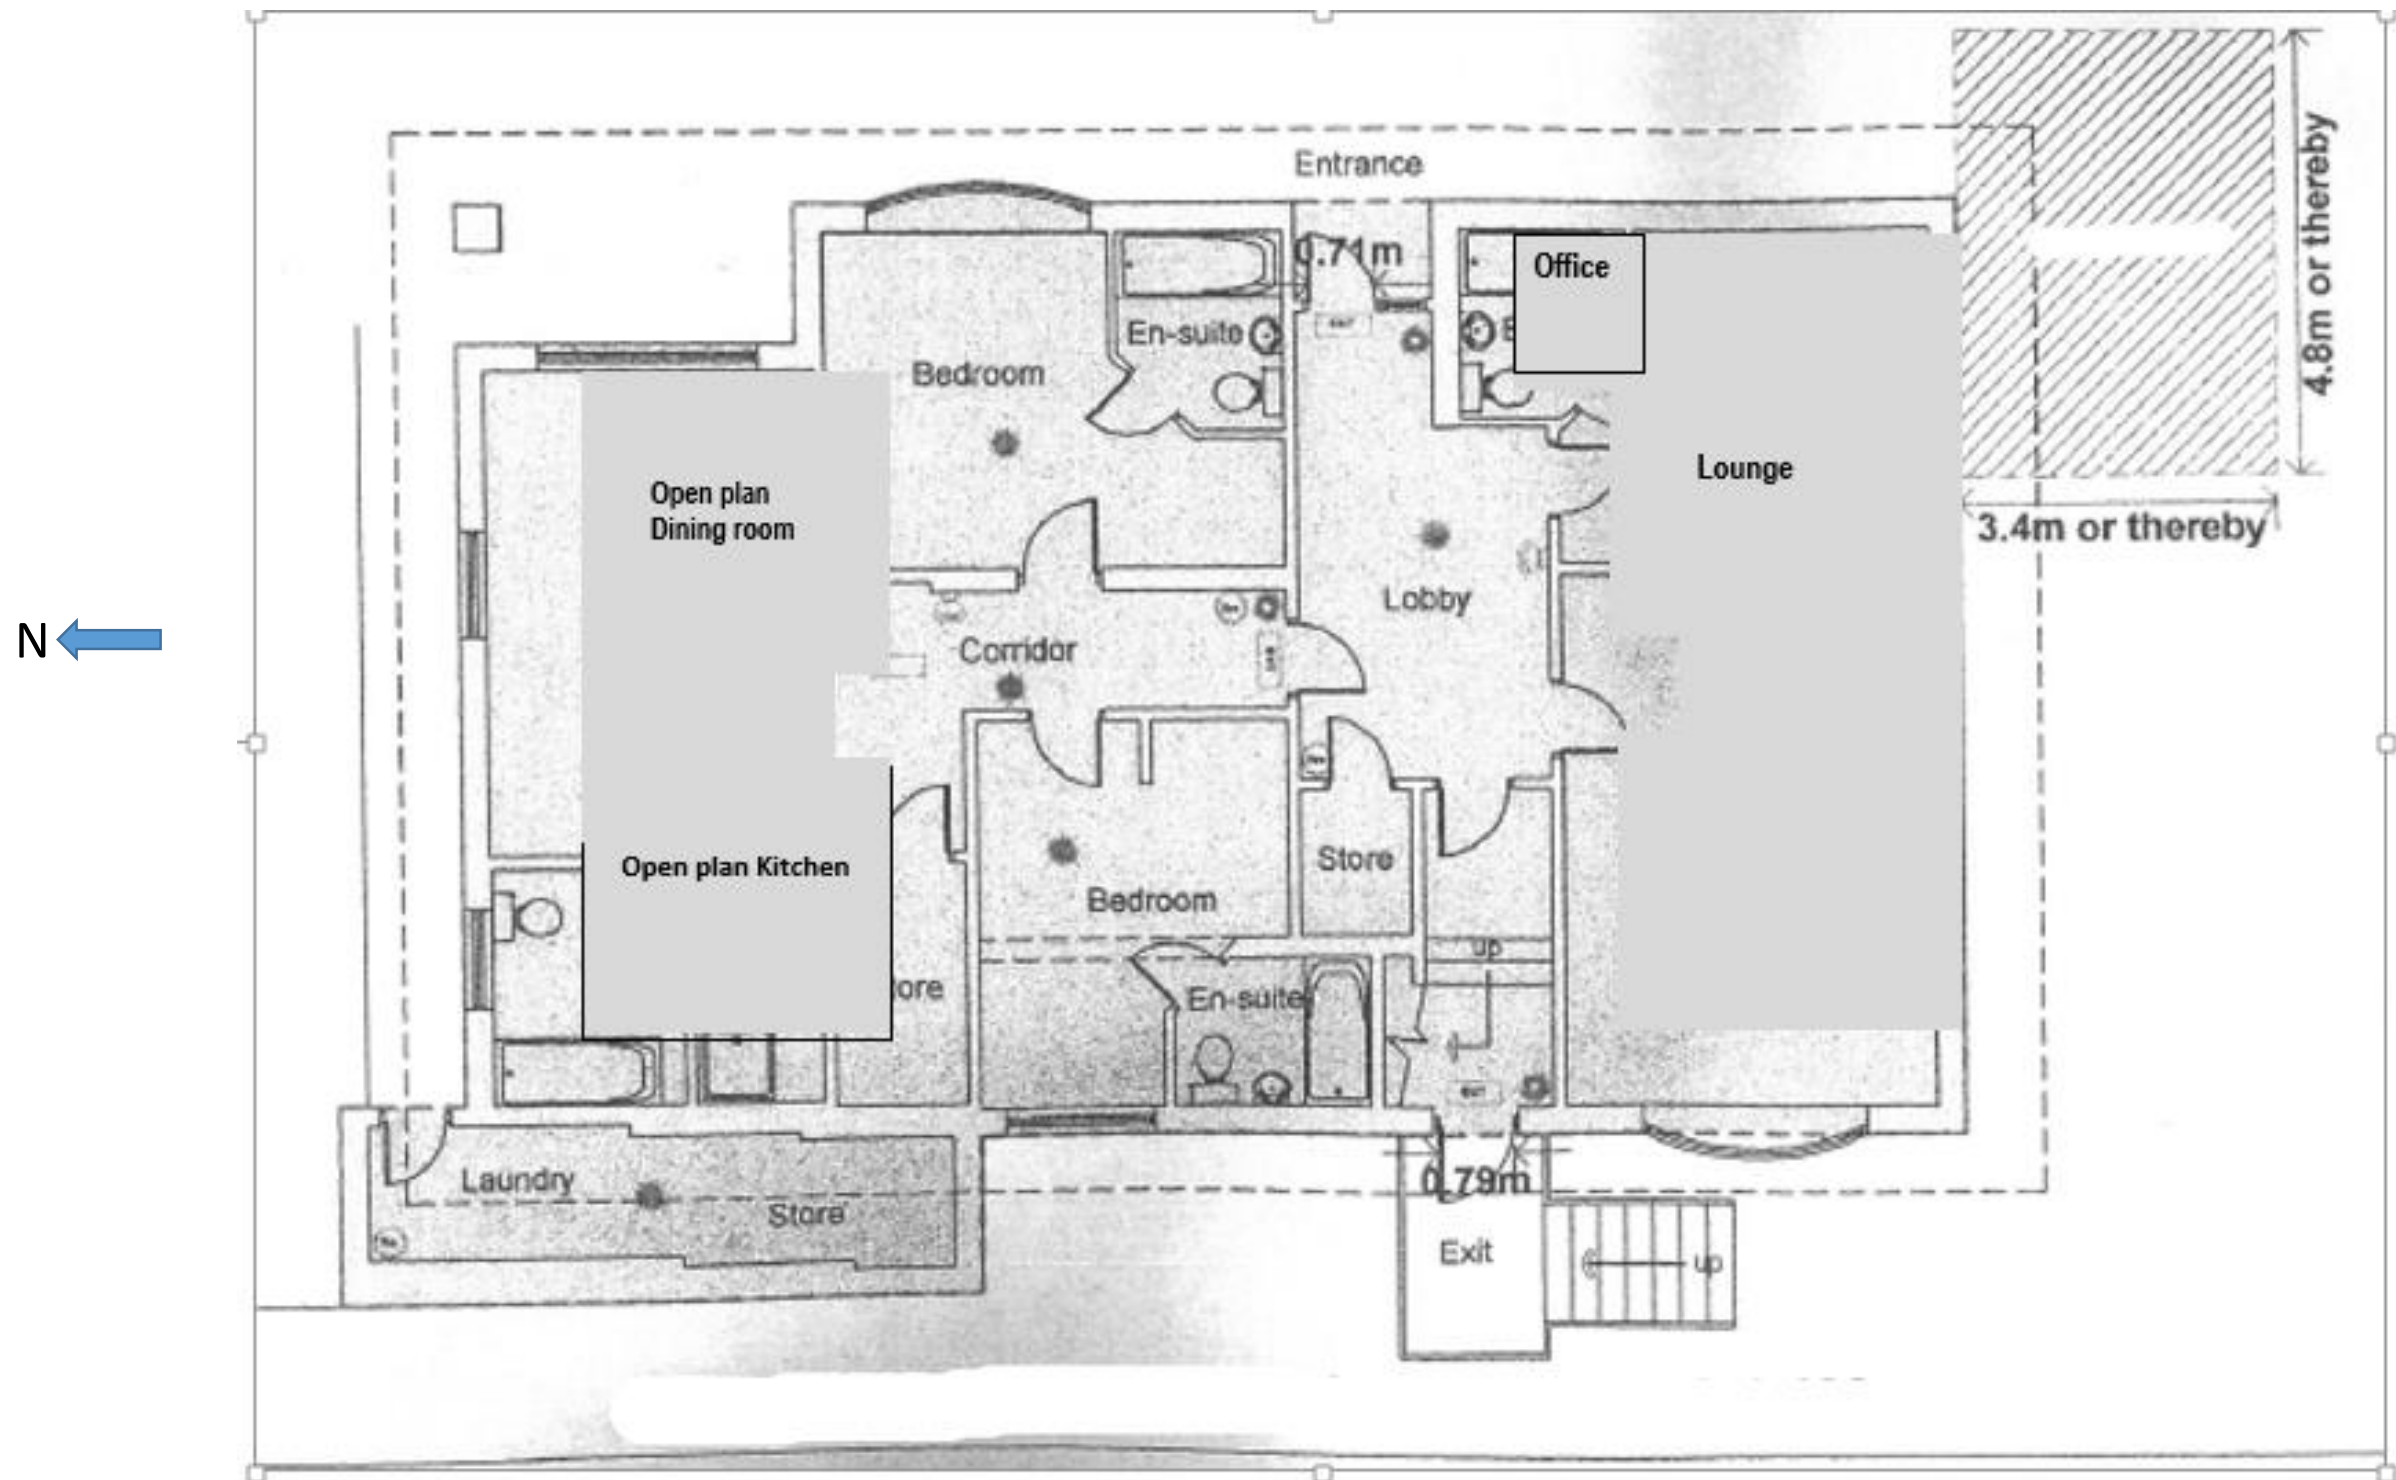 Entrance
0.71m
Office
4.8m or thereby
En-suite
Bedroom
Lounge
Open plan
Dining room
3.4m or thereby
Lobby
N
Corridor
Store
Open plan Kitchen
Bedroom
up
ore
En-suite
Laundry
0.79m
Store
Exit
up